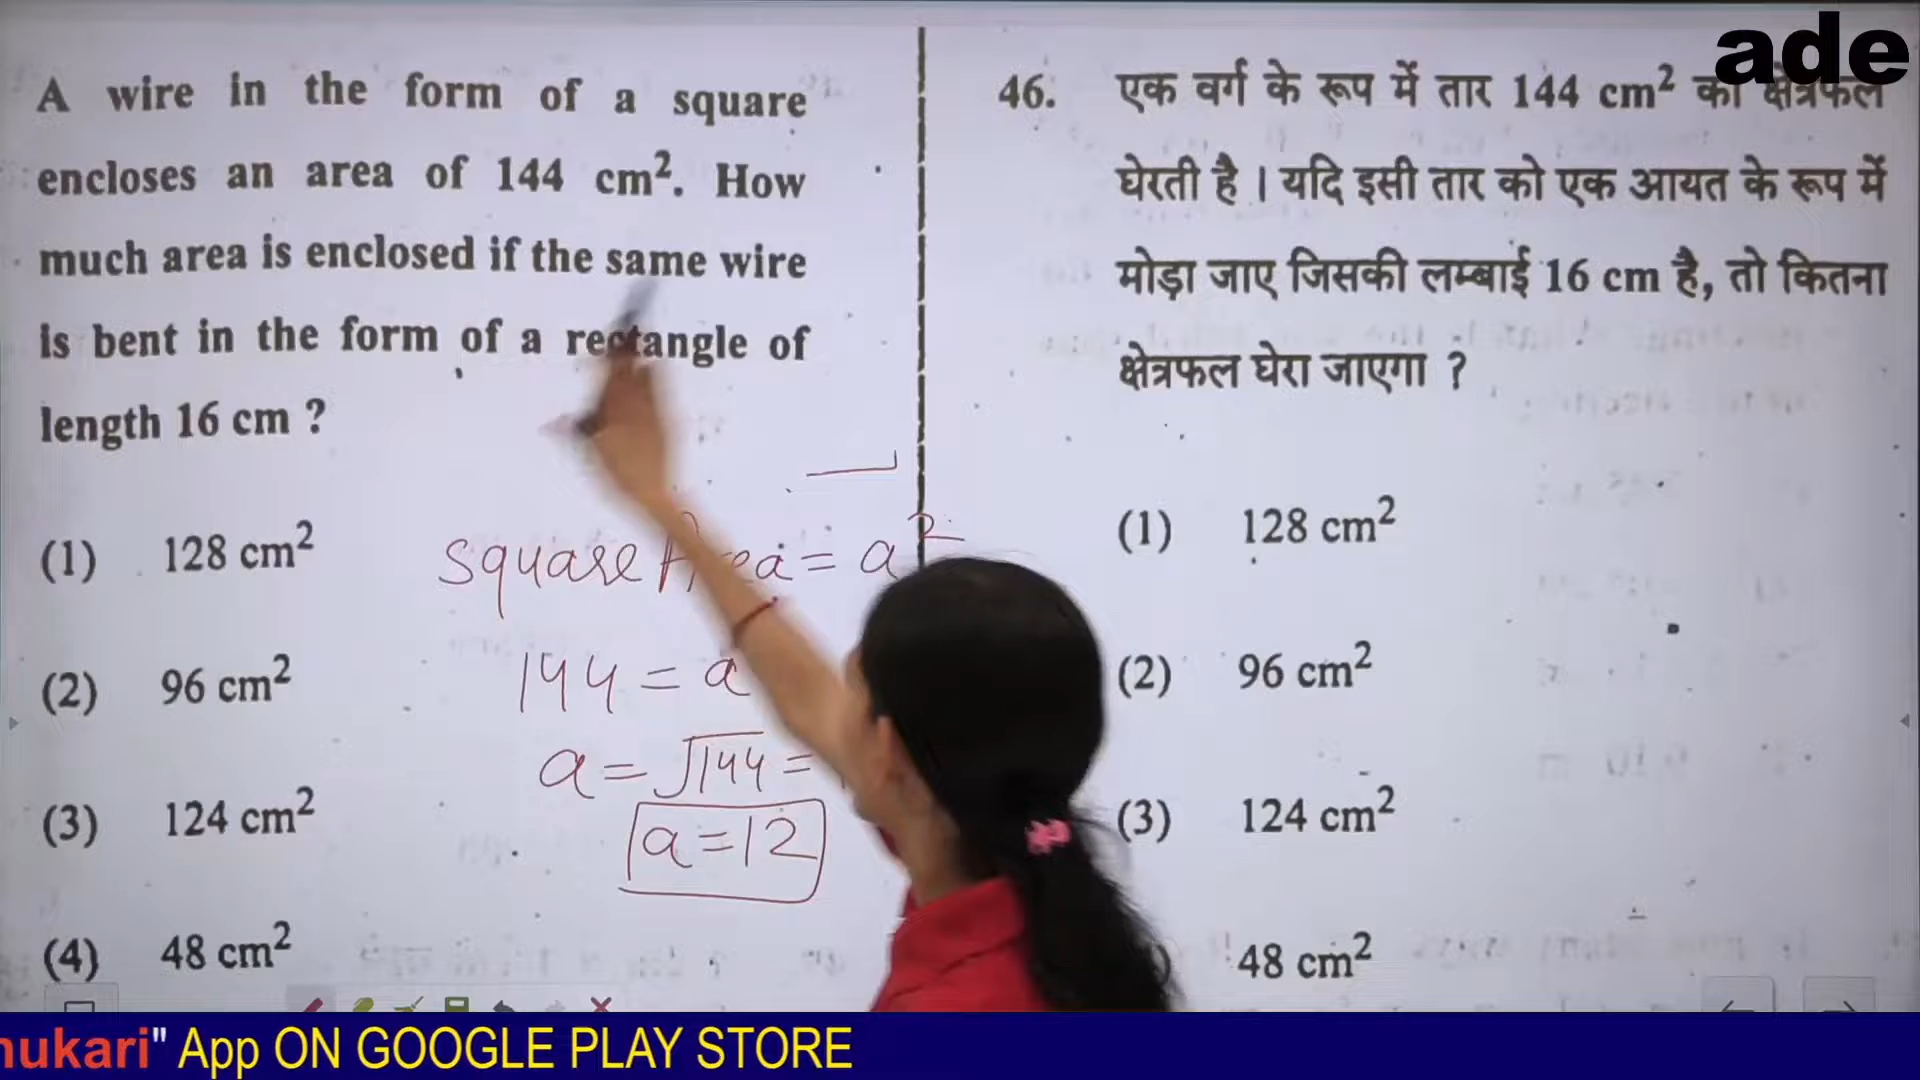 ade
A wire in the form of a square
encloses an area of 144 cm². How
much area is enclosed if the same wire
is bent in the form of a rectangle of
length 16 cm ?
(1) 128 cm²
(2) 96 cm²
(3) 124 cm²
(4) 48 cm²
square Area = a²
144 = a
a = √144 =
a = 12
46. एक वर्ग के रूप में तार 144 cm² का क्षेत्रफल
घेरती है । यदि इसी तार को एक आयत के रूप में
मोड़ा जाए जिसकी लम्बाई 16 cm है, तो कितना
क्षेत्रफल घेरा जाएगा ?
(1) 128 cm²
(2) 96 cm²
(3) 124 cm²
48 cm²
nukari" App ON GOOGLE PLAY STORE